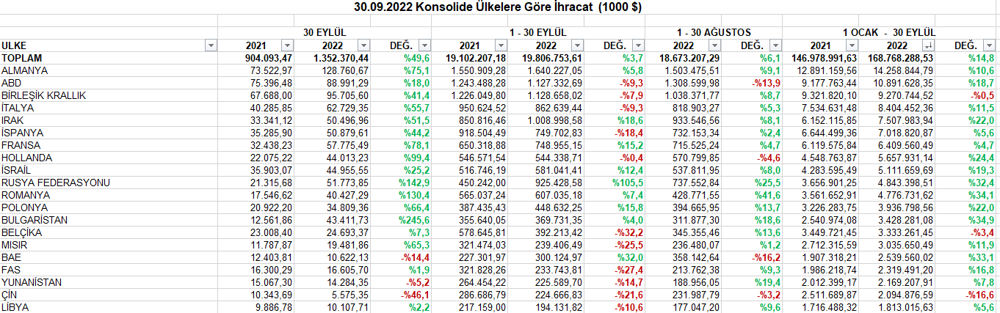 30.09.2022 Konsolide Ülkelere Göre İhracat (1000 $)
30 EYLÜL 1 - 30 EYLÜL 1 - 30 AĞUSTOS 1 OCAK - 30 EYLÜL
ULKE 2021 2022 DEĞ. 2021 2022 DEĞ. 2022 DEĞ. 2021 2022 DEĞ.
TOPLAM 904.093,47 1.352.370,44 %49,6 19.102.207,18 19.806.753,61 %3,7 18.673.207,29 %6,1 146.978.991,63 168.768.288,53 %14,8
ALMANYA 73.522,97 128.760,67 %75,1 1.550.909,28 1.640.227,05 %5,8 1.503.475,51 %9,1 12.891.159,56 14.258.844,79 %10,6
ABD 75.396,48 88.991,29 %18,0 1.243.488,28 1.127.332,69 -%9,3 1.308.599,98 -%13,9 9.177.763,44 10.891.628,35 %18,7
BİRLEŞİK KRALLIK 67.688,00 95.705,60 %41,4 1.226.049,80 1.128.658,02 -%7,9 1.038.371,77 %8,7 9.321.820,10 9.270.744,52 -%0,5
İTALYA 40.285,85 62.729,35 %55,7 950.624,52 862.639,44 -%9,3 818.903,27 %5,3 7.534.631,48 8.404.452,36 %11,5
IRAK 33.341,12 50.496,96 %51,5 850.816,46 1.008.998,58 %18,6 933.546,56 %8,1 6.152.115,85 7.507.983,94 %22,0
İSPANYA 35.285,90 50.879,61 %44,2 918.504,49 749.702,83 -%18,4 732.153,34 %2,4 6.644.499,36 7.018.820,87 %5,6
FRANSA 32.438,23 57.775,49 %78,1 650.318,88 748.955,15 %15,2 715.525,24 %4,7 6.119.575,84 6.409.560,49 %4,7
HOLLANDA 22.075,22 44.013,23 %99,4 546.571,54 544.338,71 -%0,4 570.799,85 -%4,6 4.548.763,87 5.657.931,14 %24,4
İSRAİL 35.903,07 44.955,55 %25,2 516.746,19 581.041,41 %12,4 537.811,95 %8,0 4.283.595,49 5.111.659,69 %19,3
RUSYA FEDERASYONU 21.315,68 51.773,85 %142,9 450.242,00 925.428,58 %105,5 737.552,84 %25,5 3.656.901,25 4.843.398,51 %32,4
ROMANYA 17.546,62 40.427,29 %130,4 565.037,24 607.035,18 %7,4 428.771,55 %41,6 3.561.652,91 4.776.731,62 %34,1
POLONYA 20.922,20 34.809,36 %66,4 387.435,43 448.632,25 %15,8 394.665,95 %13,7 3.226.283,75 3.936.798,56 %22,0
BULGARİSTAN 12.561,86 43.411,73 %245,6 355.640,05 369.731,35 %4,0 311.877,30 %18,6 2.540.974,08 3.428.281,08 %34,9
BELÇİKA 23.008,40 24.693,37 %7,3 578.645,81 392.213,42 -%32,2 345.355,46 %13,6 3.449.721,45 3.333.261,45 -%3,4
MISIR 11.787,87 19.481,86 %65,3 321.474,03 239.406,49 -%25,5 236.480,07 %1,2 2.712.315,59 3.035.650,49 %11,9
BAE 12.403,81 10.622,13 -%14,4 227.301,97 300.124,97 %32,0 358.142,64 -%16,2 1.907.318,21 2.539.560,02 %33,1
FAS 16.300,29 16.605,70 %1,9 321.828,26 233.743,81 -%27,4 213.762,38 %9,3 1.986.218,74 2.319.491,20 %16,8
YUNANİSTAN 15.067,30 14.284,35 -%5,2 264.454,22 225.589,70 -%14,7 188.956,05 %19,4 2.012.399,17 2.169.207,91 %7,8
ÇİN 10.343,69 5.575,35 -%46,1 286.686,79 224.666,83 -%21,6 231.987,79 -%3,2 2.511.689,87 2.094.876,59 -%16,6
LİBYA 9.886,78 10.107,71 %2,2 217.159,00 194.131,82 -%10,6 177.047,20 %9,6 1.716.488,32 1.813.015,63 %5,6